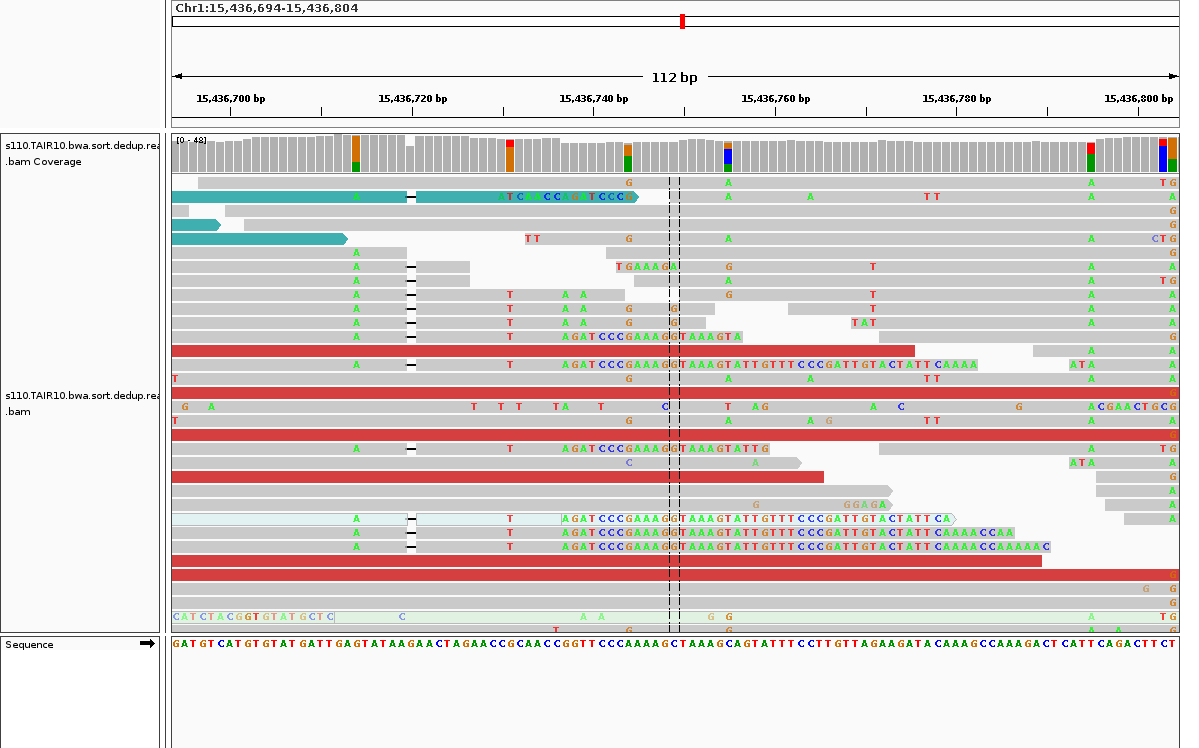 Chr1:15,436,694-15,436,804
112 bp
15,436,700 bp 15,436,720 bp 15,436,740 bp 15,436,760 bp 15,436,780 bp 15,436,800 bp
s110.TAIR10.bwa.sort.dedup.rea
.bam Coverage
[0 - 48]
G A A T G
A A T T A A
G
G
T T G A A C T G
A G
A T G A A A G A G T A A
A A T G
A T A A G T A A
A T A A G G T A A
A T A A G G T A T A A
A T A G A T C C C G A A A G G T A A A G T A G
A A
A T A G A T C C C G A A A G G T A A A G T A T T G T T T C C C G A T T G T A C T A T T C A A A A A T A A
T G A A T T A A
s110.TAIR10.bwa.sort.dedup.rea
.bam
G A T T T T A T C T A G A C G A C G A A C T G C G
T G A A G T T A A
A T A G A T C C C G A A A G G T A A A G T A T T G A T G
C A A T A A
G
A
G G G A G A A
A T A G A T C C C G A A A G G T A A A G T A T T G T T T C C C G A T T G T A C T A T T C A A
A T A G A T C C C G A A A G G T A A A G T A T T G T T T C C C G A T T G T A C T A T T C A A A A C C A A
A T A G A T C C C G A A A G G T A A A G T A T T G T T T C C C G A T T G T A C T A T T C A A A A C C A A A A A C
G G
G
C A T C T A C G G T G T A T G C T C C A A G G A T G
Sequence
GATGTCATGTGTATGATTGAGTATAAGAACTAGAACCGCAACCGGTTCCCAAAAGCTAAAGCAGTATTTCCTTGTTAGAAGATACAAAGCCAAAGACTCATTCAGACTTCT